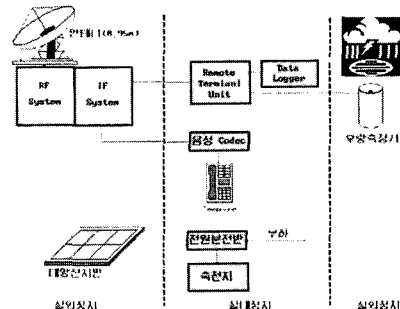 안테나(0.95m)
RF
System
IF
System
Remote
Terminal
Unit
Data
Logger
우량측정기
음성 Codec
전원분전반
부하
축전지
태양전지판
실외장치
실내장치
실외장치